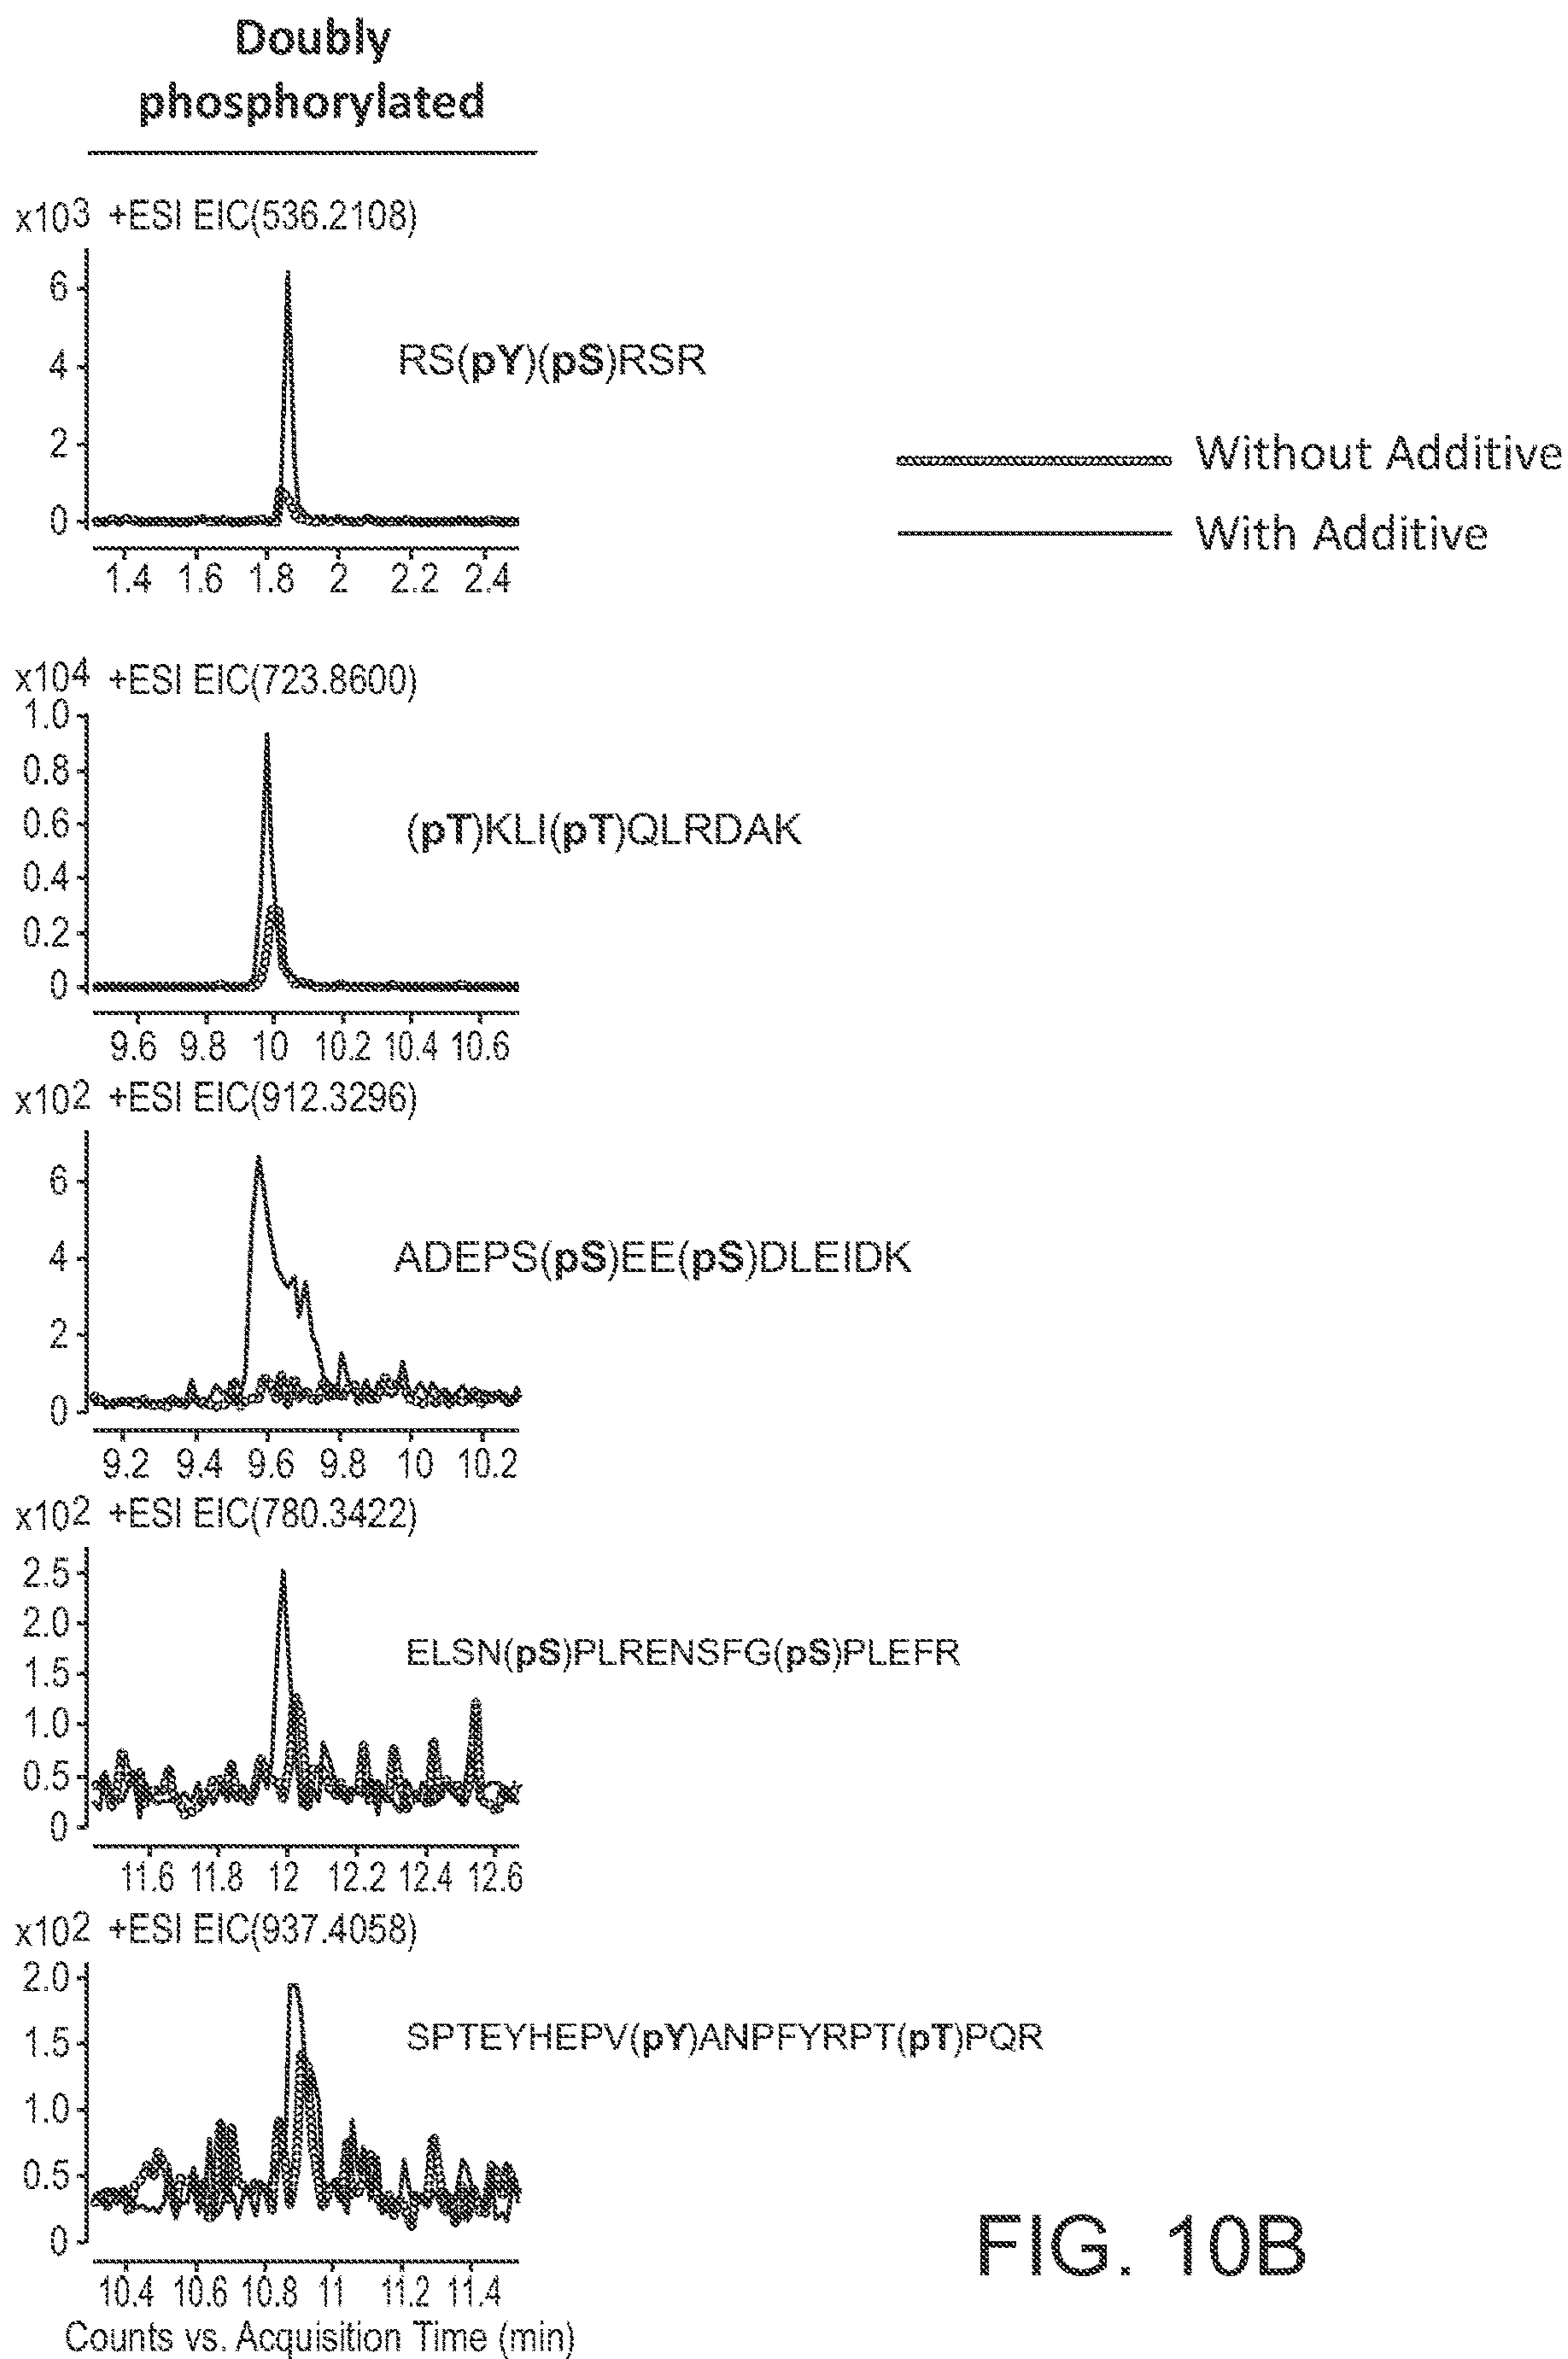 Doubly
phosphorylated
x103 +ESI EIC(536.2108)
6
4
2
0
1.4 1.6 1.8 2 2.2 2.4
RS(pY)(pS)RSR
Without Additive
With Additive
x104 +ESI EIC(723.8600)
1.0
0.8
0.6
0.4
0.2
0
9.6 9.8 10 10.2 10.4 10.6
(pT)KLI(pT)QLRDAK
x102 +ESI EIC(912.3296)
6
4
2
0
9.2 9.4 9.6 9.8 10 10.2
ADEPS(pS)EE(pS)DLEIDK
x102 +ESI EIC(780.3422)
2.5
2.0
1.5
1.0
0.5
0
11.6 11.8 12 12.2 12.4 12.6
ELSN(pS)PLRENSFG(pS)PLEFR
x102 +ESI EIC(937.4058)
2.0
1.5
1.0
0.5
0
10.4 10.6 10.8 11 11.2 11.4
SPTEYHEPV(pY)ANPFYRPT(pT)PQR
Counts vs. Acquisition Time (min)
FIG. 10B